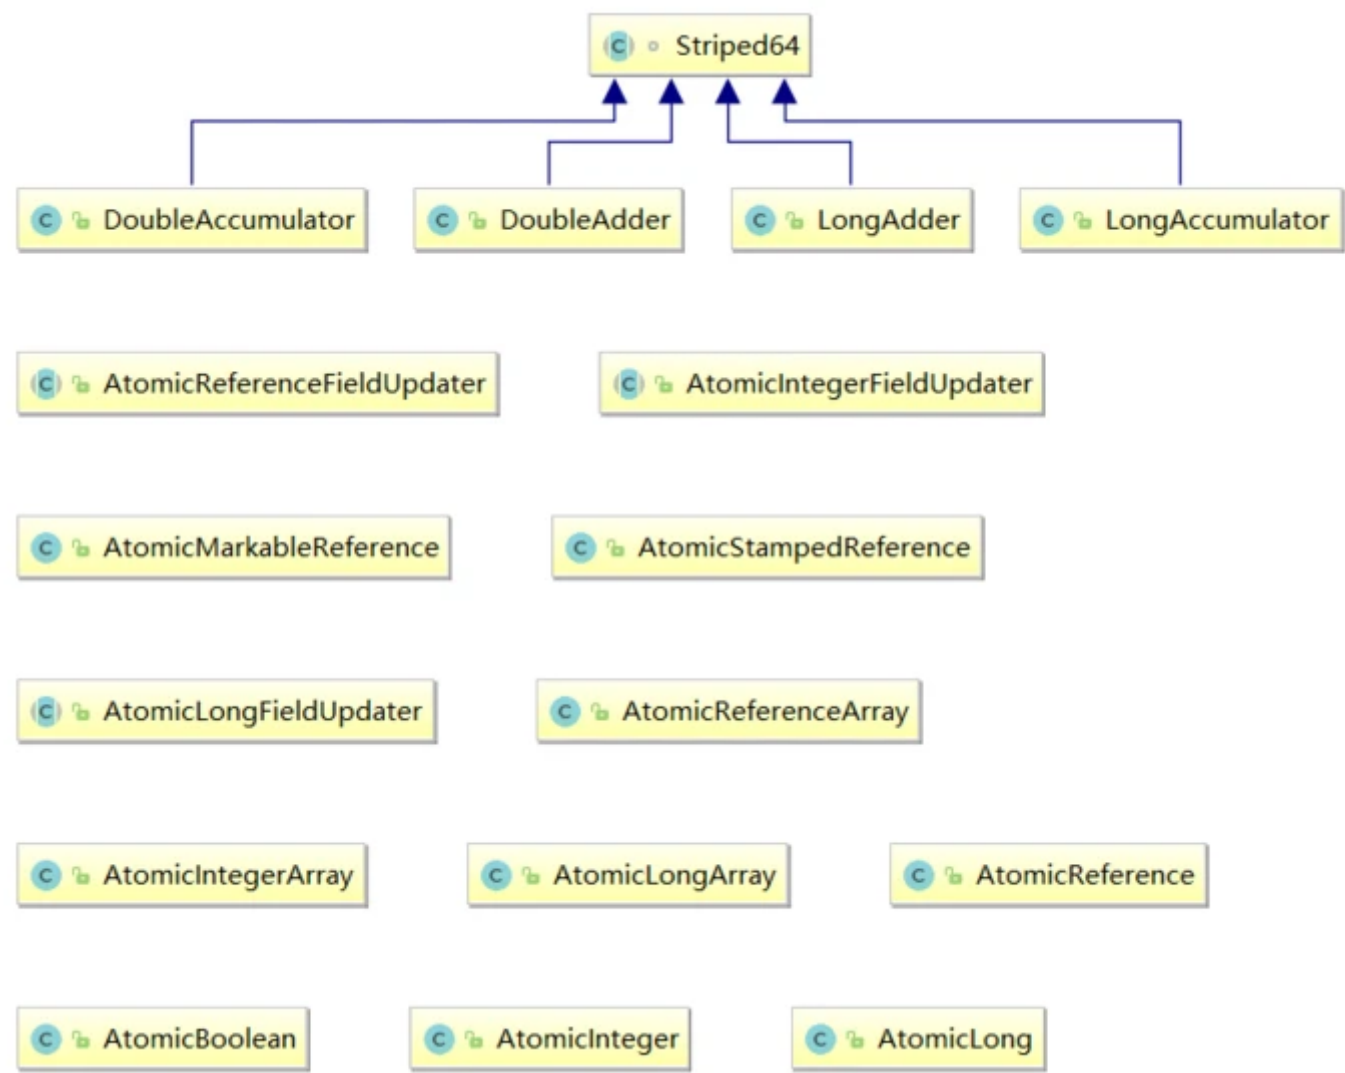 C Striped64
C DoubleAccumulator C DoubleAdder C LongAdder C LongAccumulator
C AtomicReferenceFieldUpdater C AtomicIntegerFieldUpdater
C AtomicMarkableReference C AtomicStampedReference
C AtomicLongFieldUpdater C AtomicReferenceArray
C AtomicIntegerArray C AtomicLongArray C AtomicReference
C AtomicBoolean C AtomicInteger C AtomicLong